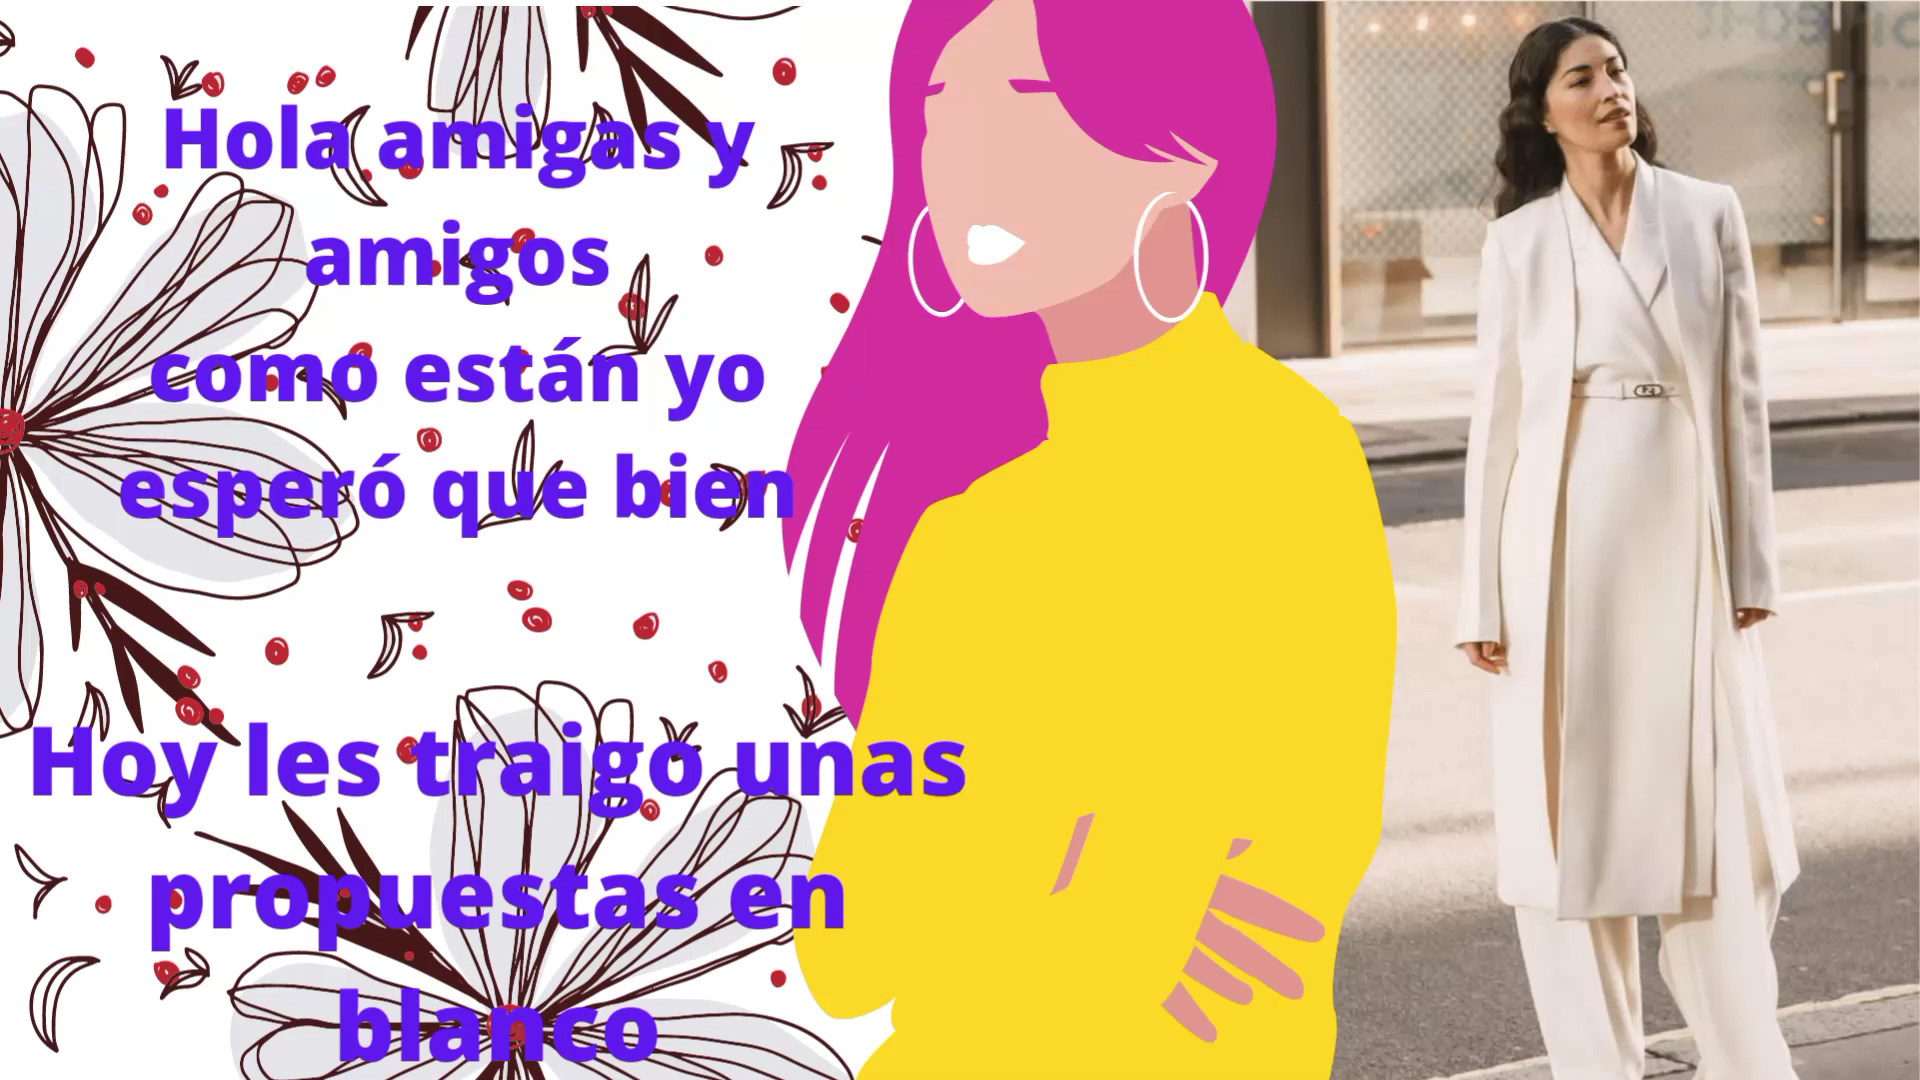 Hola amigas y
amigos
como están yo
esperó que bien
Hoy les traigo unas
propuestas en
blanco